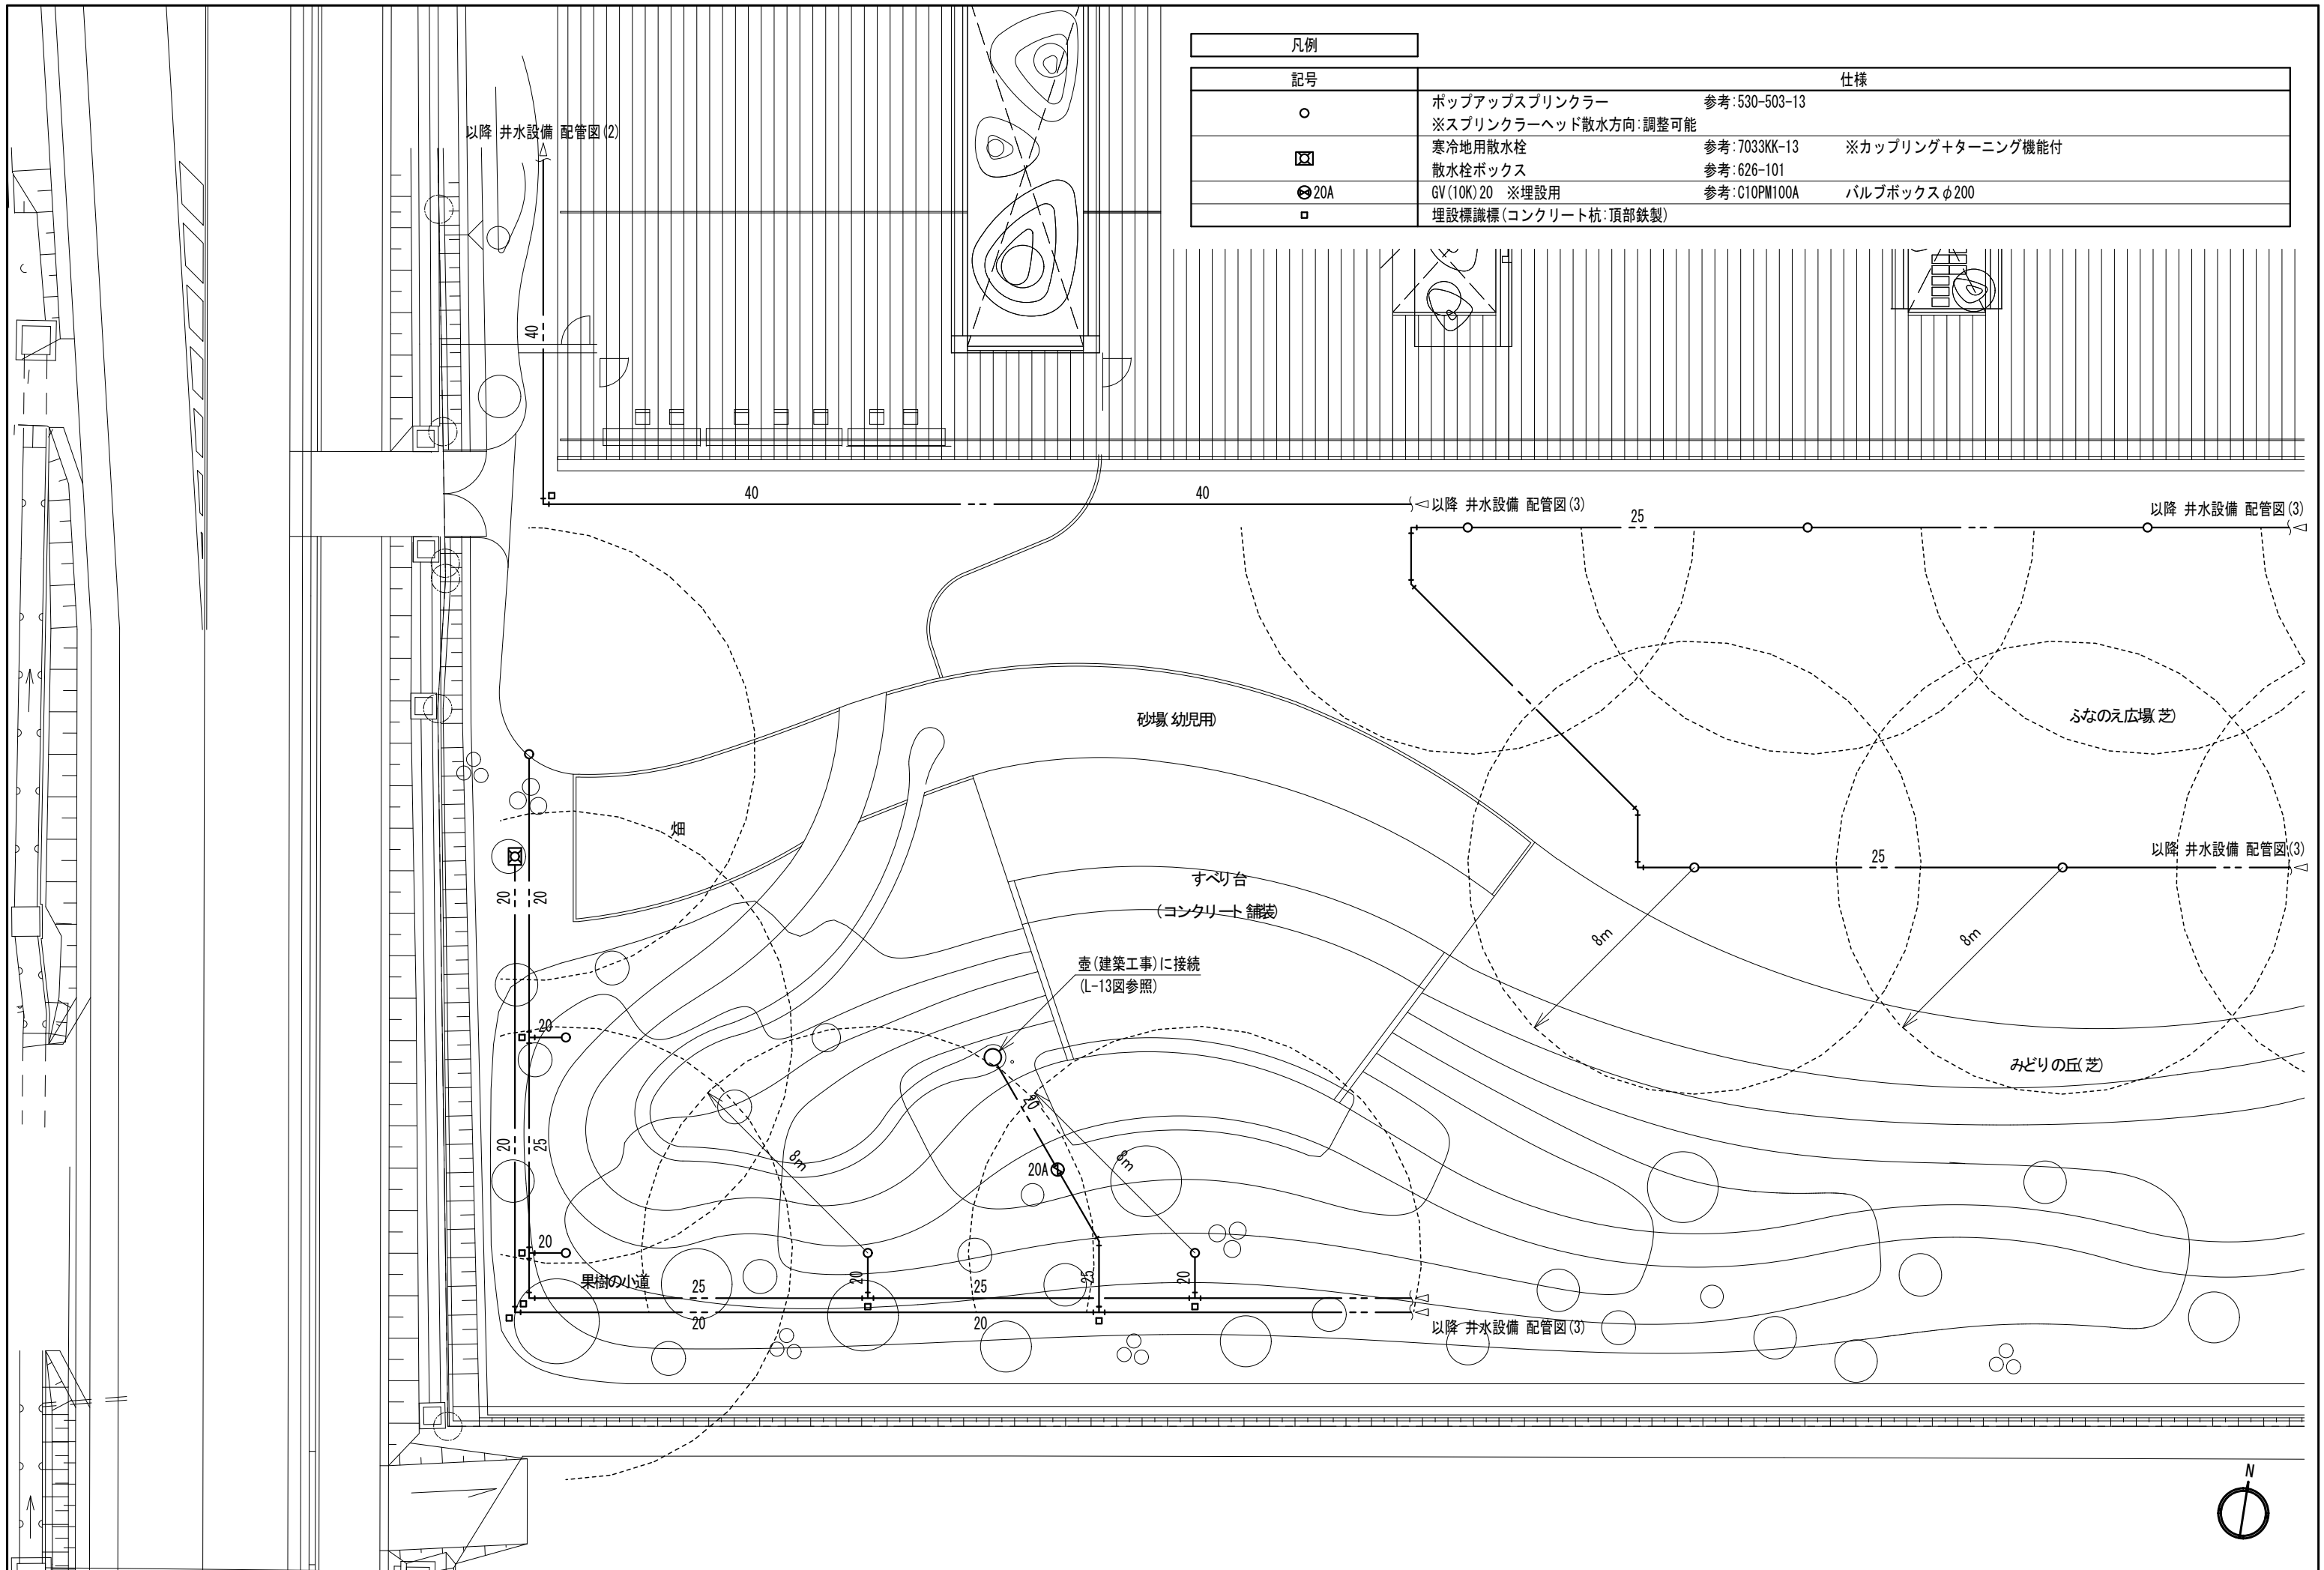 凡例
記号 仕様
ポップアップスプリンクラー 参考:530-503-13
※スプリンクラーヘッド散水方向:調整可能
寒冷地用散水栓 参考:7033KK-13 ※カップリング+ターニング機能付
散水栓ボックス 参考:626-101
20A GV(10K)20 ※埋設用 参考:C10PM100A バルブボックスφ200
埋設標識標(コンクリート杭:頂部鉄製)
以降 井水設備 配管図(2)
40
40 40 以降 井水設備 配管図(3)
25 以降 井水設備 配管図(3)
砂場(幼児用)
ふなのえ広場(芝)
畑
25 以降 井水設備 配管図(3)
すべり台
(コンクリート舗装)
20 20
8m 8m
壺(建築工事)に接続
(L-13図参照)
20
みどりの丘(芝)
20
20 25
8m 8m
20A
20
果樹の小道
25 20 25 25 20
20 20
以降 井水設備 配管図(3)
N